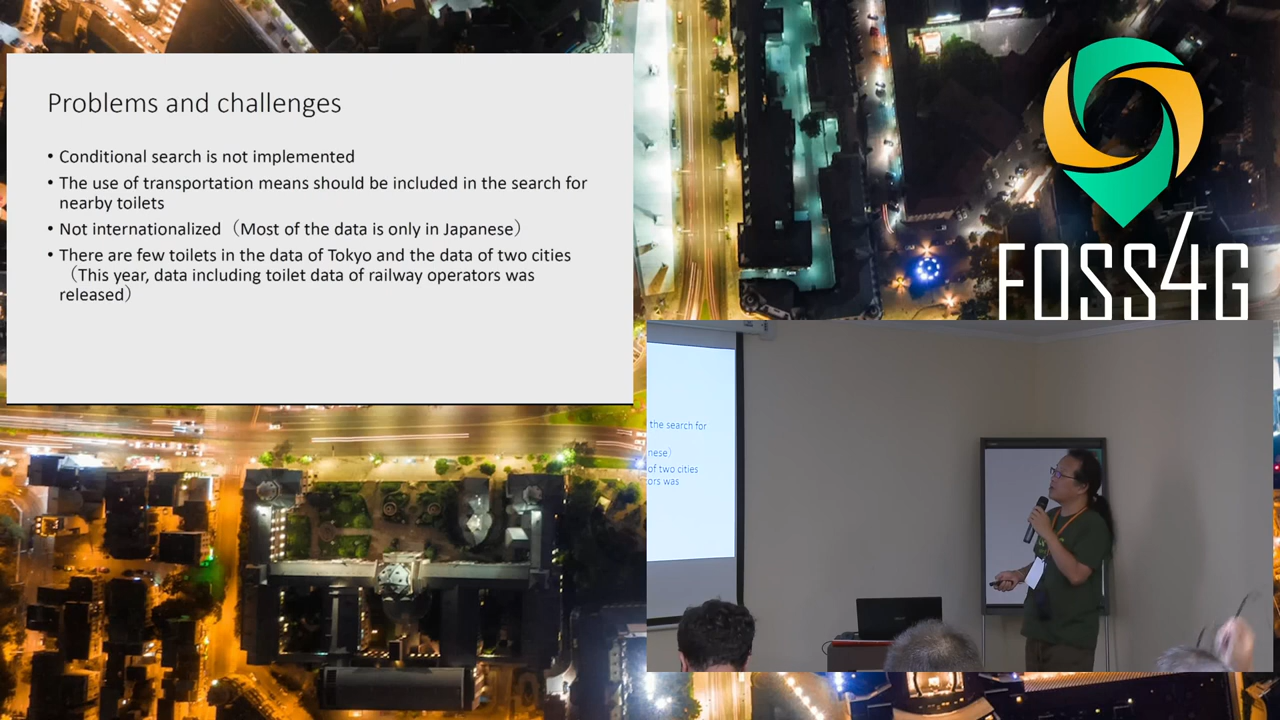 Problems and challenges
• Conditional search is not implemented
• The use of transportation means should be included in the search for
nearby toilets
• Not internationalized（Most of the data is only in Japanese）
• There are few toilets in the data of Tokyo and the data of two cities
（This year, data including toilet data of railway operators was
released）
FOSS4G
the search for
nese）
of two cities
ors was